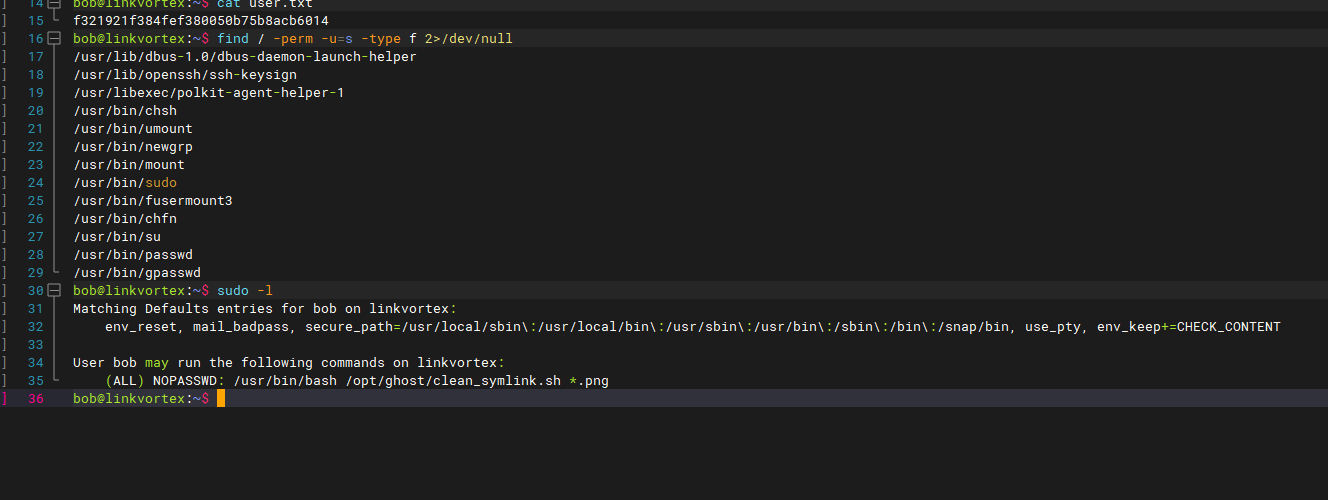 ] 14 bob@linkvortex:~$ cat user.txt
] 15 f321921f384fef380050b75b8acb6014
] 16 bob@linkvortex:~$ find / -perm -u=s -type f 2>/dev/null
] 17 /usr/lib/dbus-1.0/dbus-daemon-launch-helper
] 18 /usr/lib/openssh/ssh-keysign
] 19 /usr/libexec/polkit-agent-helper-1
] 20 /usr/bin/chsh
] 21 /usr/bin/umount
] 22 /usr/bin/newgrp
] 23 /usr/bin/mount
] 24 /usr/bin/sudo
] 25 /usr/bin/fusermount3
] 26 /usr/bin/chfn
] 27 /usr/bin/su
] 28 /usr/bin/passwd
] 29 /usr/bin/gpasswd
] 30 bob@linkvortex:~$ sudo -l
] 31 Matching Defaults entries for bob on linkvortex:
] 32     env_reset, mail_badpass, secure_path=/usr/local/sbin\:/usr/local/bin\:/usr/sbin\:/usr/bin\:/sbin\:/bin\:/snap/bin, use_pty, env_keep+=CHECK_CONTENT
] 33
] 34 User bob may run the following commands on linkvortex:
] 35     (ALL) NOPASSWD: /usr/bin/bash /opt/ghost/clean_symlink.sh *.png
] 36 bob@linkvortex:~$